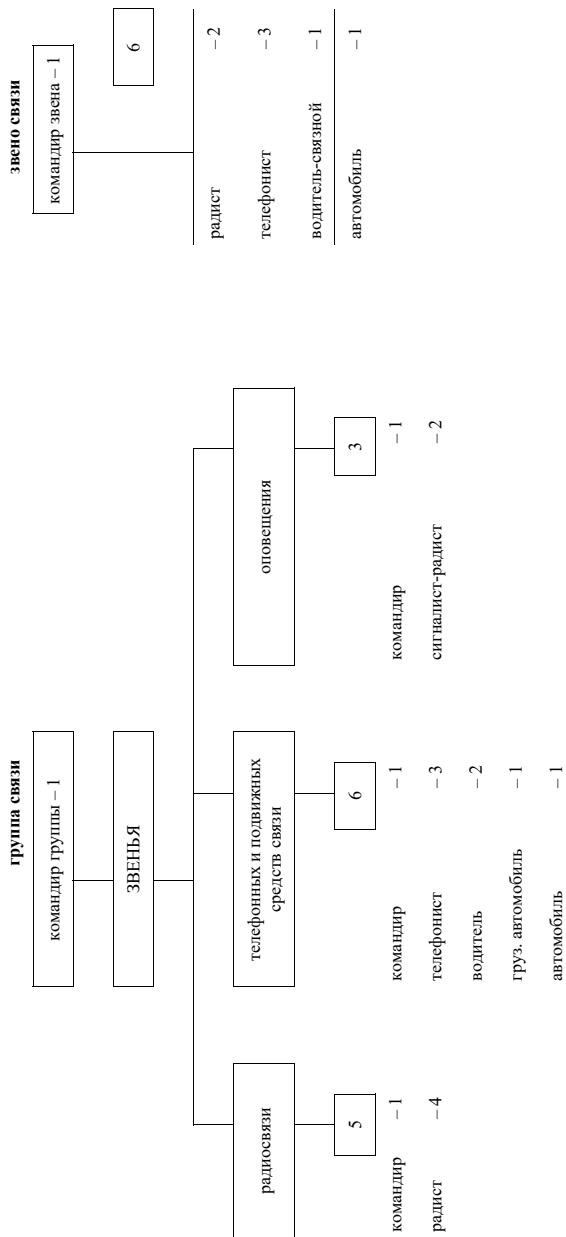 группа связи
командир группы – 1
ЗВЕНЬЯ
радиосвязи
5
командир – 1
радист – 4
телефонных и подвижных
средств связи
6
командир – 1
телефонист – 3
водитель – 2
груз. автомобиль – 1
автомобиль – 1
оповещения
3
командир – 1
сигналист-радист – 2
звено связи
командир звена – 1
6
радист – 2
телефонист – 3
водитель-связной – 1
автомобиль – 1